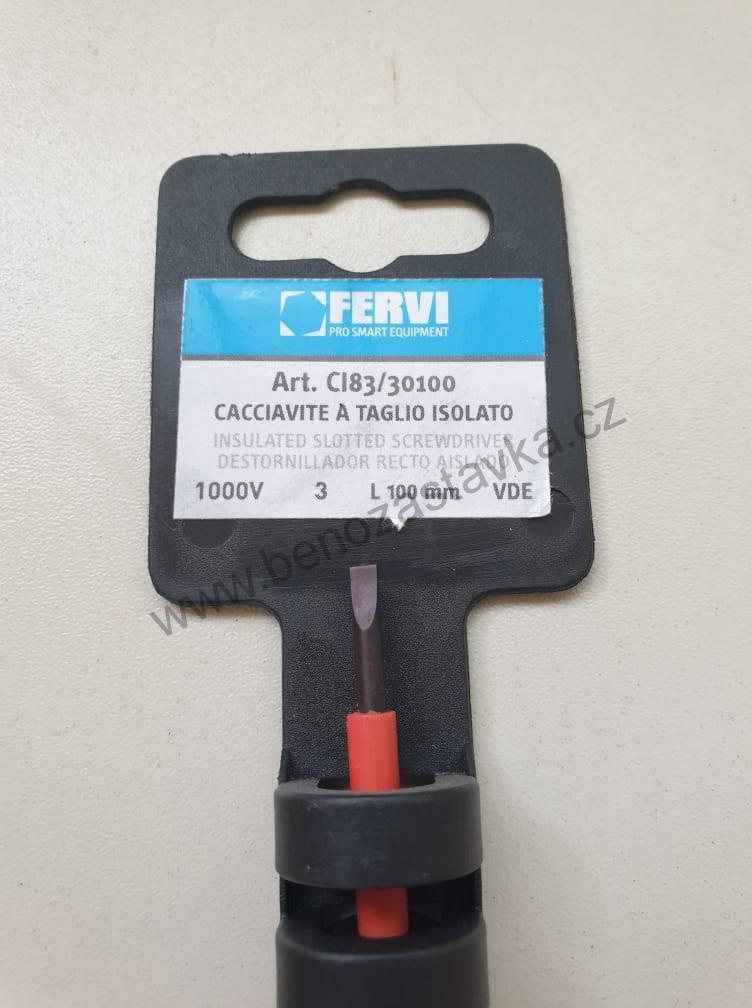 FERVI
PRO SMART EQUIPMENT
Art. CI83/30100
CACCIAVITE À TAGLIO ISOLATO
INSULATED SLOTTED SCREWDRIVER
DESTORNILLADOR RECTO AISLADO
1000V 3 L 100 mm VDE
www.benozastavka.cz